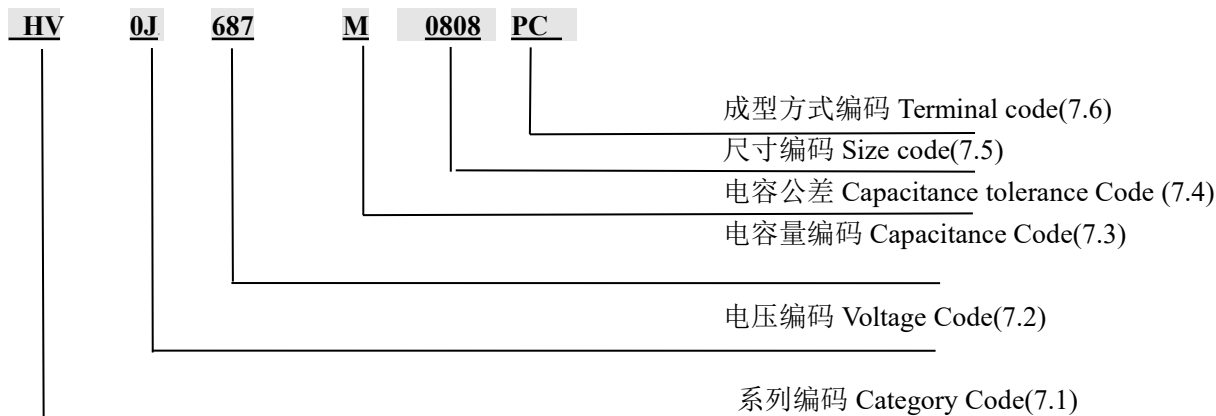 HV 0J 687 M 0808 PC
成型方式编码 Terminal code(7.6)
尺寸编码 Size code(7.5)
电容公差 Capacitance tolerance Code (7.4)
电容量编码 Capacitance Code(7.3)
电压编码 Voltage Code(7.2)
系列编码 Category Code(7.1)